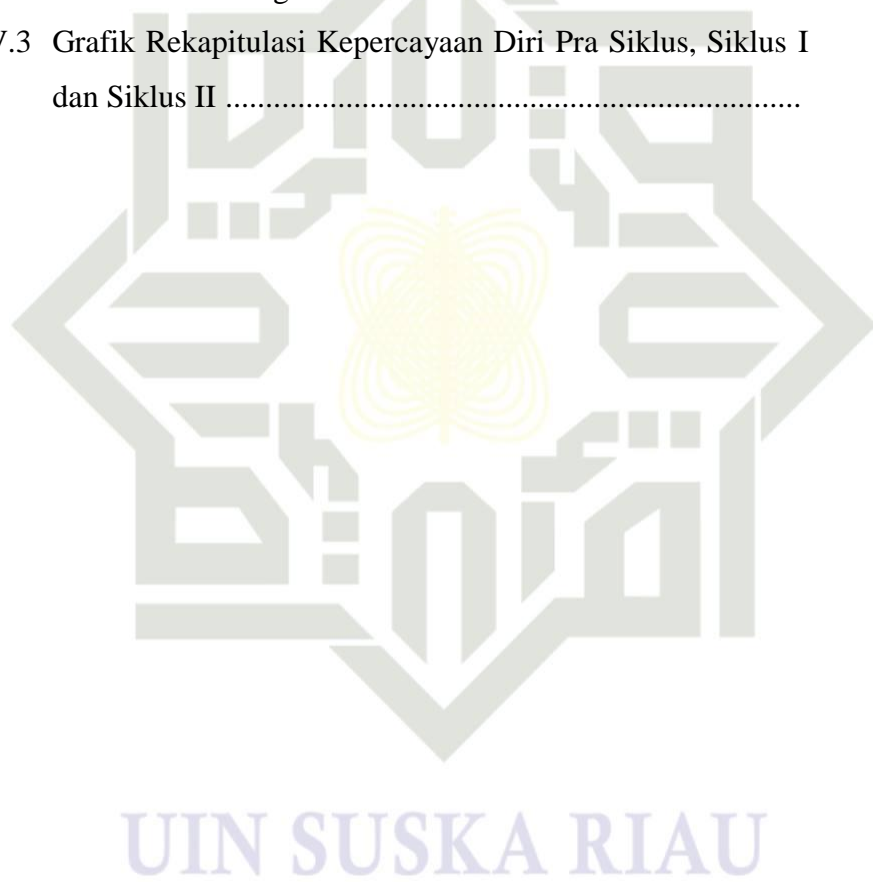 .3 Grafik Rekapitulasi Kepercayaan Diri Pra Siklus, Siklus I
dan Siklus II ........................................................................
UIN SUSKA RIAU